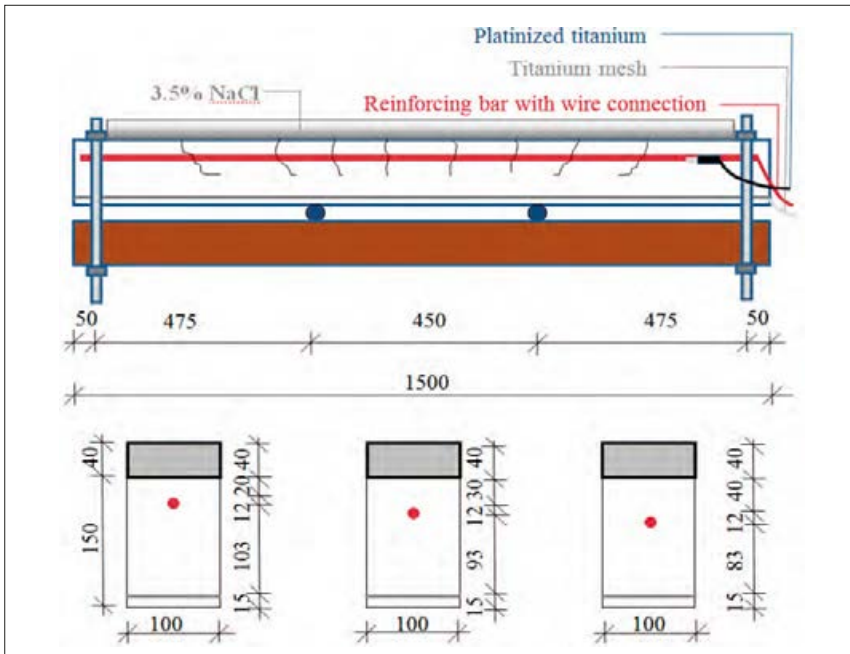 Platinized titanium
Titanium mesh
3.5% NaCl
Reinforcing bar with wire connection
50 475 450 475 50
1500
40 150 40 20 12 103 15 100
40 30 12 93 15 100
40 40 12 83 15 100